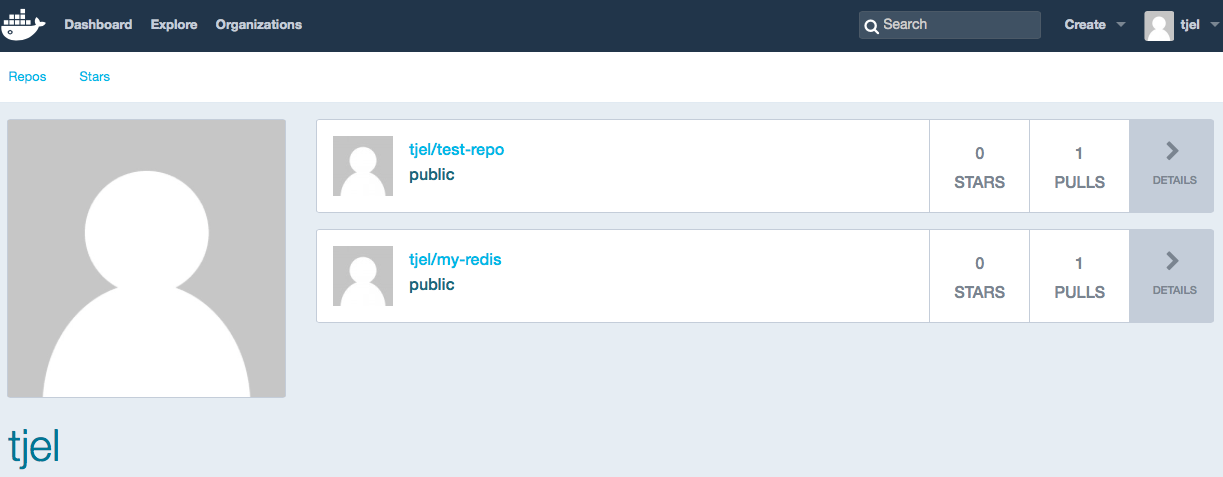 Dashboard Explore Organizations Search Create tjel
Repos Stars
tjel/test-repo
public
0
STARS
1
PULLS
DETAILS
tjel/my-redis
public
0
STARS
1
PULLS
DETAILS
tjel